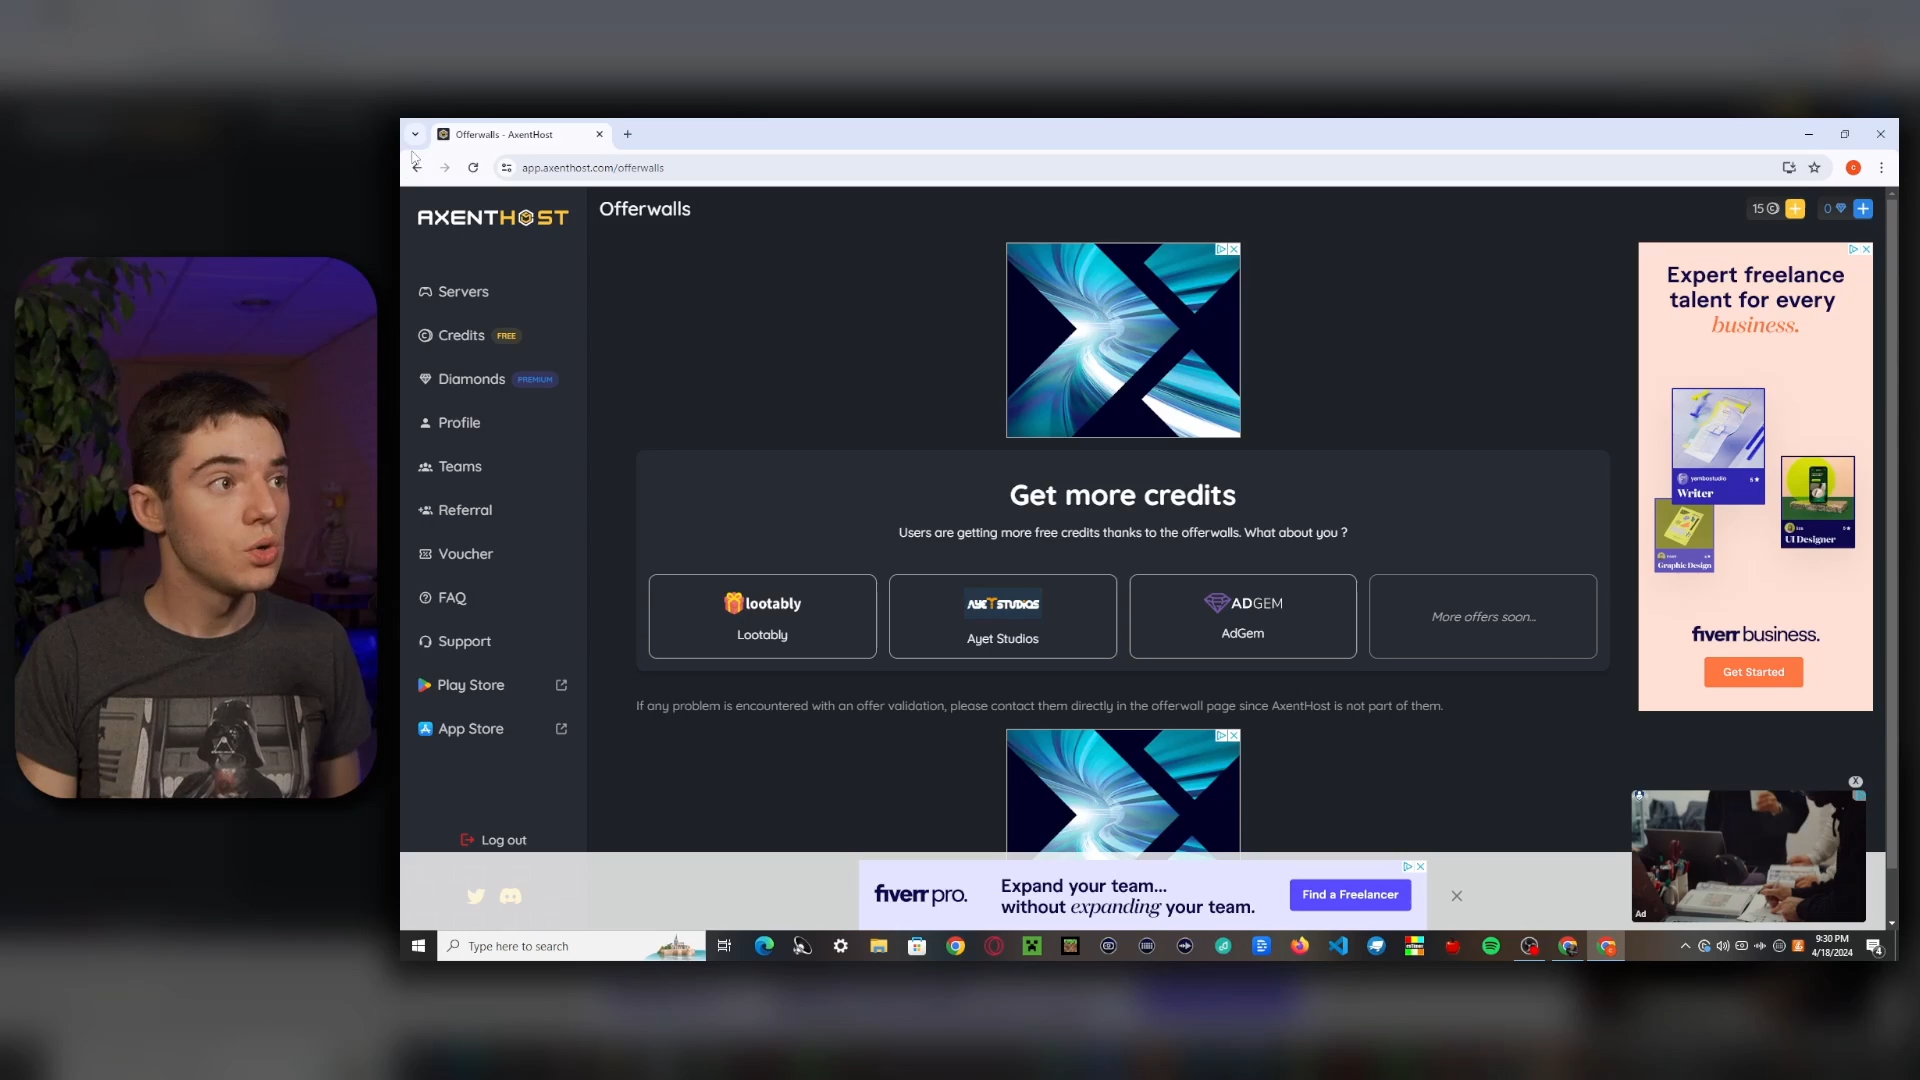 Offerwalls - AxentHost
app.axenthost.com/offerwalls
AXENTHOST
Offerwalls
15
0
Servers
Credits FREE
Diamonds PREMIUM
Profile
Teams
Referral
Voucher
FAQ
Support
Play Store
App Store
Log out
Get more credits
Users are getting more free credits thanks to the offerwalls. What about you ?
lootably
Lootably
AYET STUDIOS
Ayet Studios
ADGEM
AdGem
More offers soon...
If any problem is encountered with an offer validation, please contact them directly in the offerwall page since AxentHost is not part of them.
Expert freelance
talent for every
business.
Writer
UI Designer
Graphic Design
fiverr business.
Get Started
Ad
fiverr pro.
Expand your team...
without expanding your team.
Find a Freelancer
Type here to search
9:30 PM
4/18/2024
4